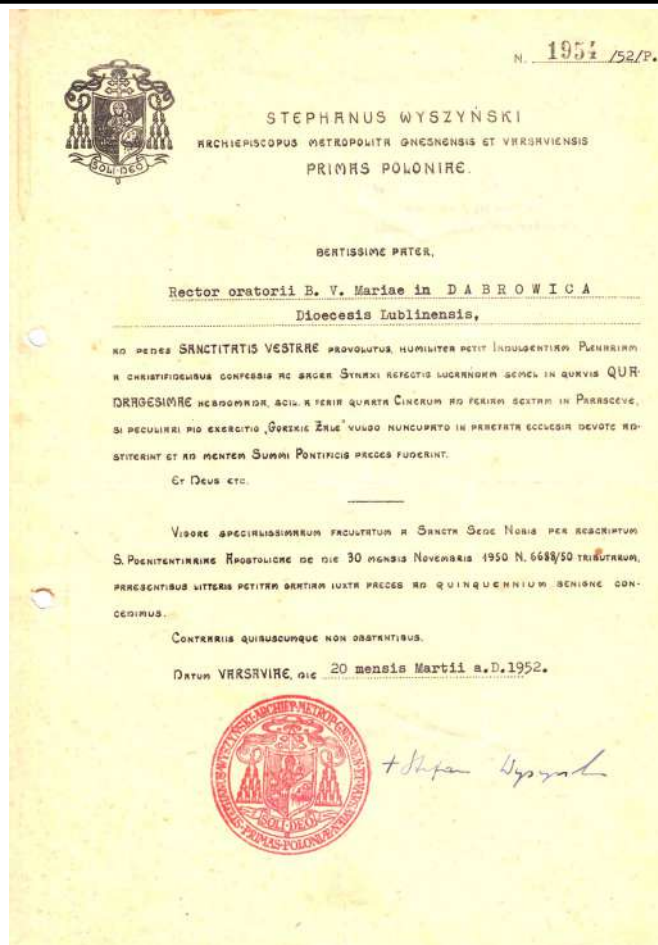 N. 1954 /52/P.
SOLI·DEO
STEPHANUS WYSZYŃSKI
ARCHIEPISCOPUS METROPOLITA GNESNENSIS ET VARSAVIENSIS
PRIMAS POLONIAE.
BEATISSIME PATER,
Rector oratorii B. V. Mariae in DABROWICA
Dioecesis Lublinensis,
AD PEDES SANCTITATIS VESTRAE PROVOLUTUS, HUMILITER PETIT INDULGENTIAM PLENARIAM
A CHRISTIFIDELIBUS CONFESSIS AC SACRA SYNAXI REFECTIS LUCRANDAM SEMEL IN QUAVIS QUA-
DRAGESIMAE HEBDOMADA, SCIL. A FERIA QUARTA CINERUM AD FERIAM SEXTAM IN PARASCEVE,
SI PECULIARI PIO EXERCITIO „GORZKIE ŻALE" VULGO NUNCUPATO IN PRAEFATA ECCLESIA DEVOTE AD-
STITERINT ET AD MENTEM SUMMI PONTIFICIS PRECES FUDERINT.
ET DEUS ETC.
VIGORE SPECIALISSIMARUM FACULTATUM A SANCTA SEDE NOBIS PER RESCRIPTUM
S. POENITENTIARIAE APOSTOLICAE DE DIE 30 MENSIS NOVEMBRIS 1950 N. 6688/50 TRIBUTARUM,
PRAESENTIBUS LITTERIS PETITAM GRATIAM IUXTA PRECES AD QUINQUENNIUM BENIGNE CON-
CEDIMUS.
CONTRARIIS QUIBUSCUMQUE NON OBSTANTIBUS.
DATUM VARSAVIAE, DIE 20 mensis Martii a.D.1952.
+ Stefan Wyszyński
SOLI·DEO